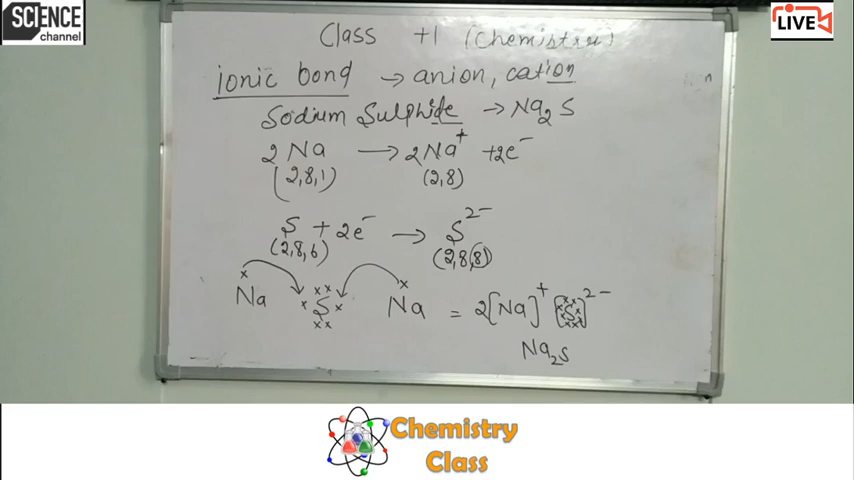 SCIENCE
channel
LIVE
Class +1 (Chemistry)
ionic bond → anion, cation
Sodium Sulphide → Na₂S
2Na → 2Na⁺ +2e⁻
(2,8,1) (2,8)
S + 2e⁻ → S²⁻
(2,8,6) (2,8,8)
Na S Na = 2[Na]⁺ [S]²⁻
Na₂S
Chemistry
Class